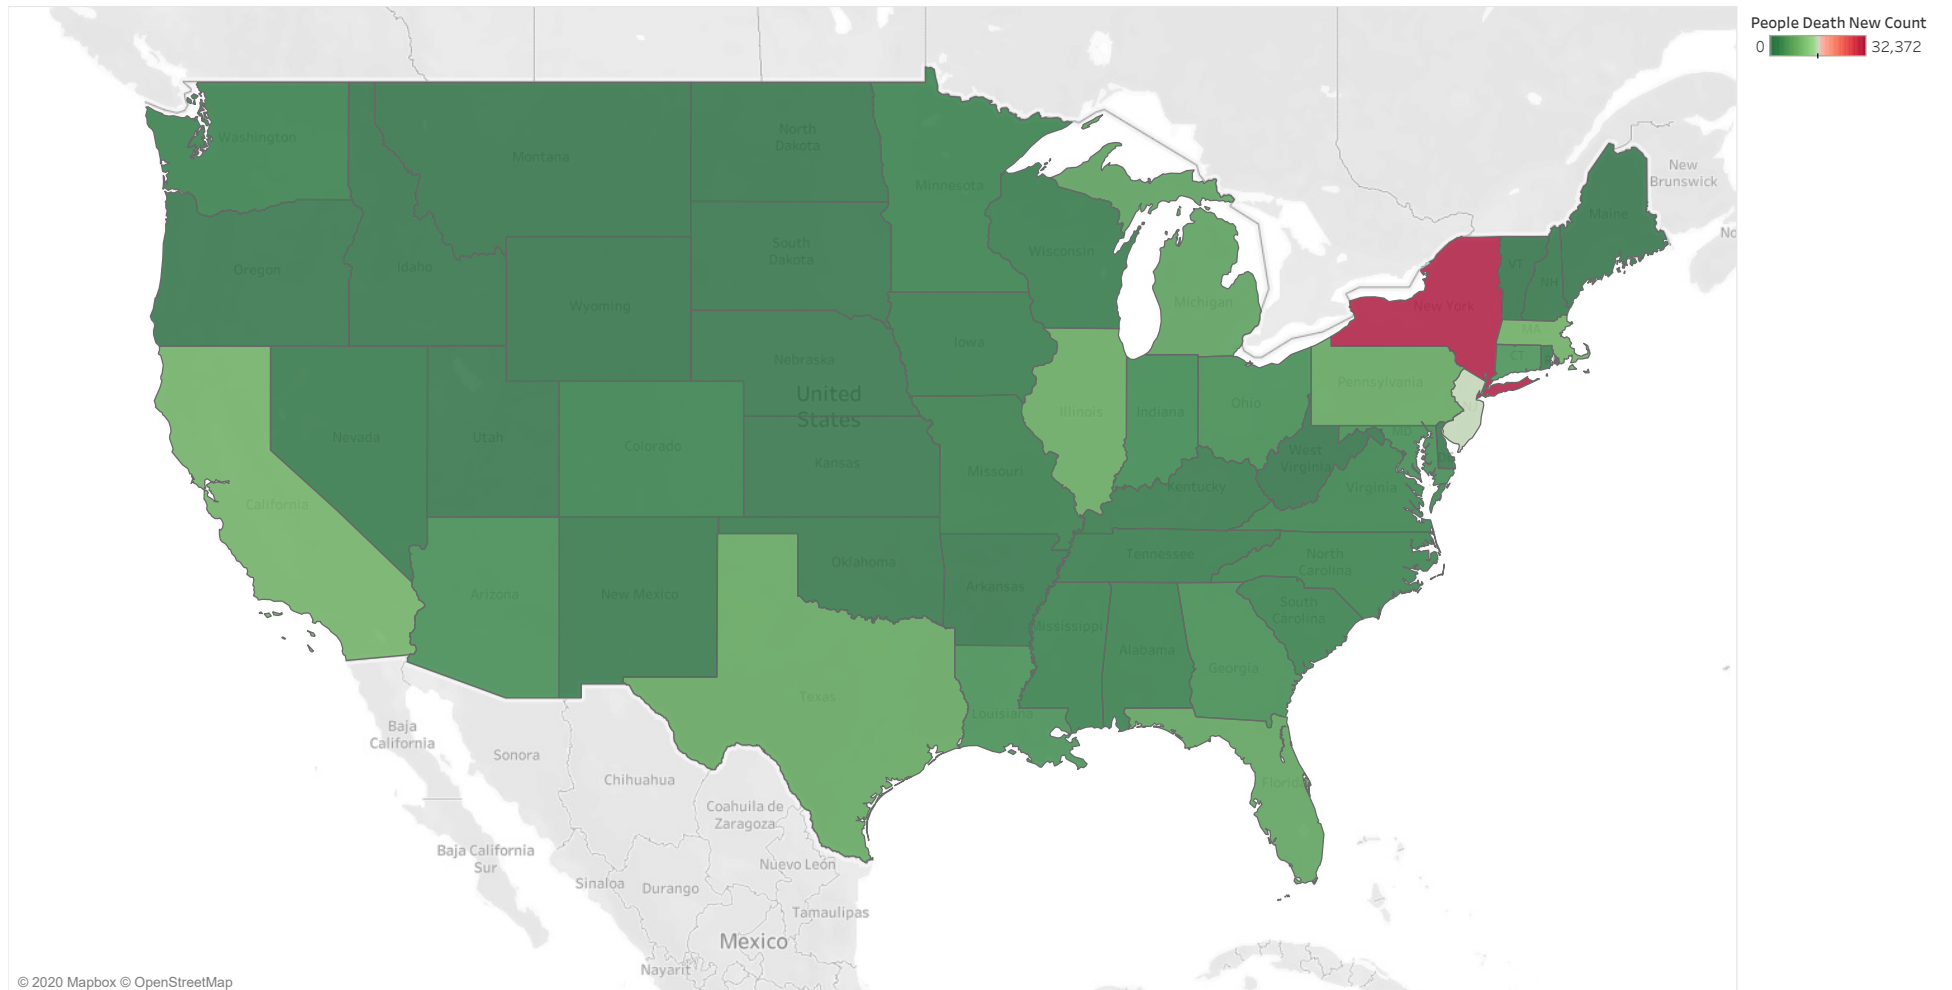 People Death New Count
0 32,372
Washington
Montana
North
Dakota
Minnesota
Oregon
Idaho
Wyoming
South
Dakota
Wisconsin
Michigan
New
Brunswick
Maine
VT
NH
New York
MA
CT
Iowa
Nebraska
United
States
Nevada
Utah
Colorado
Kansas
Missouri
Illinois
Indiana
Ohio
Pennsylvania
MD
West
Virginia
Virginia
Kentucky
California
Arizona
New Mexico
Oklahoma
Arkansas
Tennessee
North
Carolina
South
Carolina
Mississippi
Alabama
Georgia
Texas
Louisiana
Florida
Baja
California
Sonora
Chihuahua
Coahuila de
Zaragoza
Baja California
Sur
Nuevo León
Sinaloa
Durango
Tamaulipas
Mexico
Nayarit
No
© 2020 Mapbox © OpenStreetMap